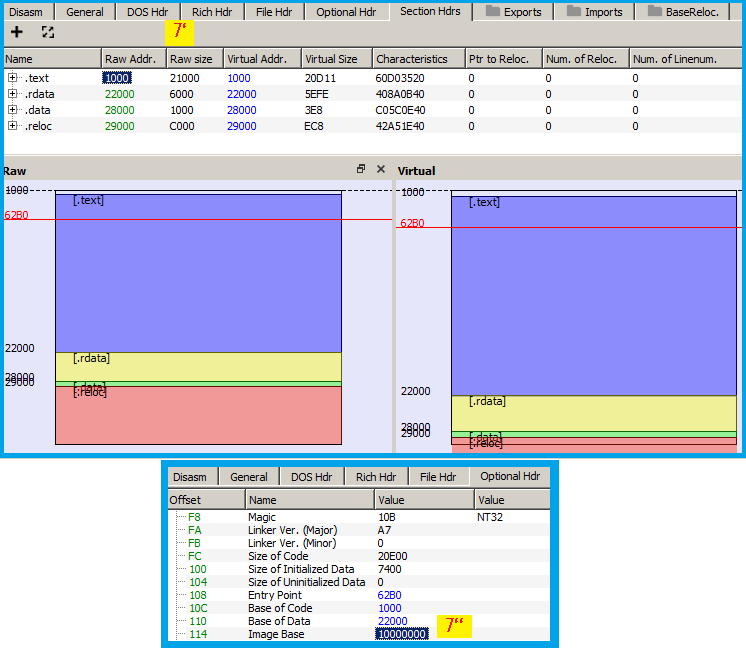 Disasm General DOS Hdr Rich Hdr File Hdr Optional Hdr Section Hdrs Exports Imports BaseReloc.
7‘
Name Raw Addr. Raw size Virtual Addr. Virtual Size Characteristics Ptr to Reloc. Num. of Reloc. Num. of Linenum.
.text 1000 21000 1000 20D11 60D03520 0 0 0
.rdata 22000 6000 22000 5EFE 408A0B40 0 0 0
.data 28000 1000 28000 3E8 C05C0E40 0 0 0
.reloc 29000 C000 29000 EC8 42A51E40 0 0 0
Raw
1000
[.text]
62B0
22000
[.rdata]
28000
[.data]
29000
[.reloc]
Virtual
1000
[.text]
62B0
22000
[.rdata]
28000
[.data]
29000
[.reloc]
Disasm General DOS Hdr Rich Hdr File Hdr Optional Hdr
Offset Name Value Value
F8 Magic 10B NT32
FA Linker Ver. (Major) A7
FB Linker Ver. (Minor) 0
FC Size of Code 20E00
100 Size of Initialized Data 7400
104 Size of Uninitialized Data 0
108 Entry Point 62B0
10C Base of Code 1000
110 Base of Data 22000
114 Image Base 10000000
7“